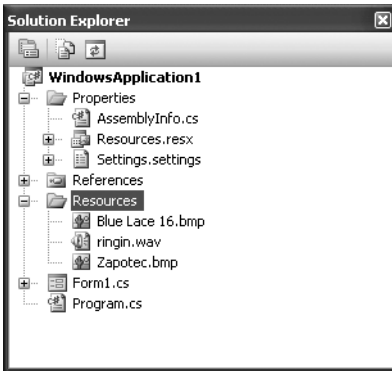 Solution Explorer
WindowsApplication1
Properties
AssemblyInfo.cs
Resources.resx
Settings.settings
References
Resources
Blue Lace 16.bmp
ringin.wav
Zapotec.bmp
Form1.cs
Program.cs